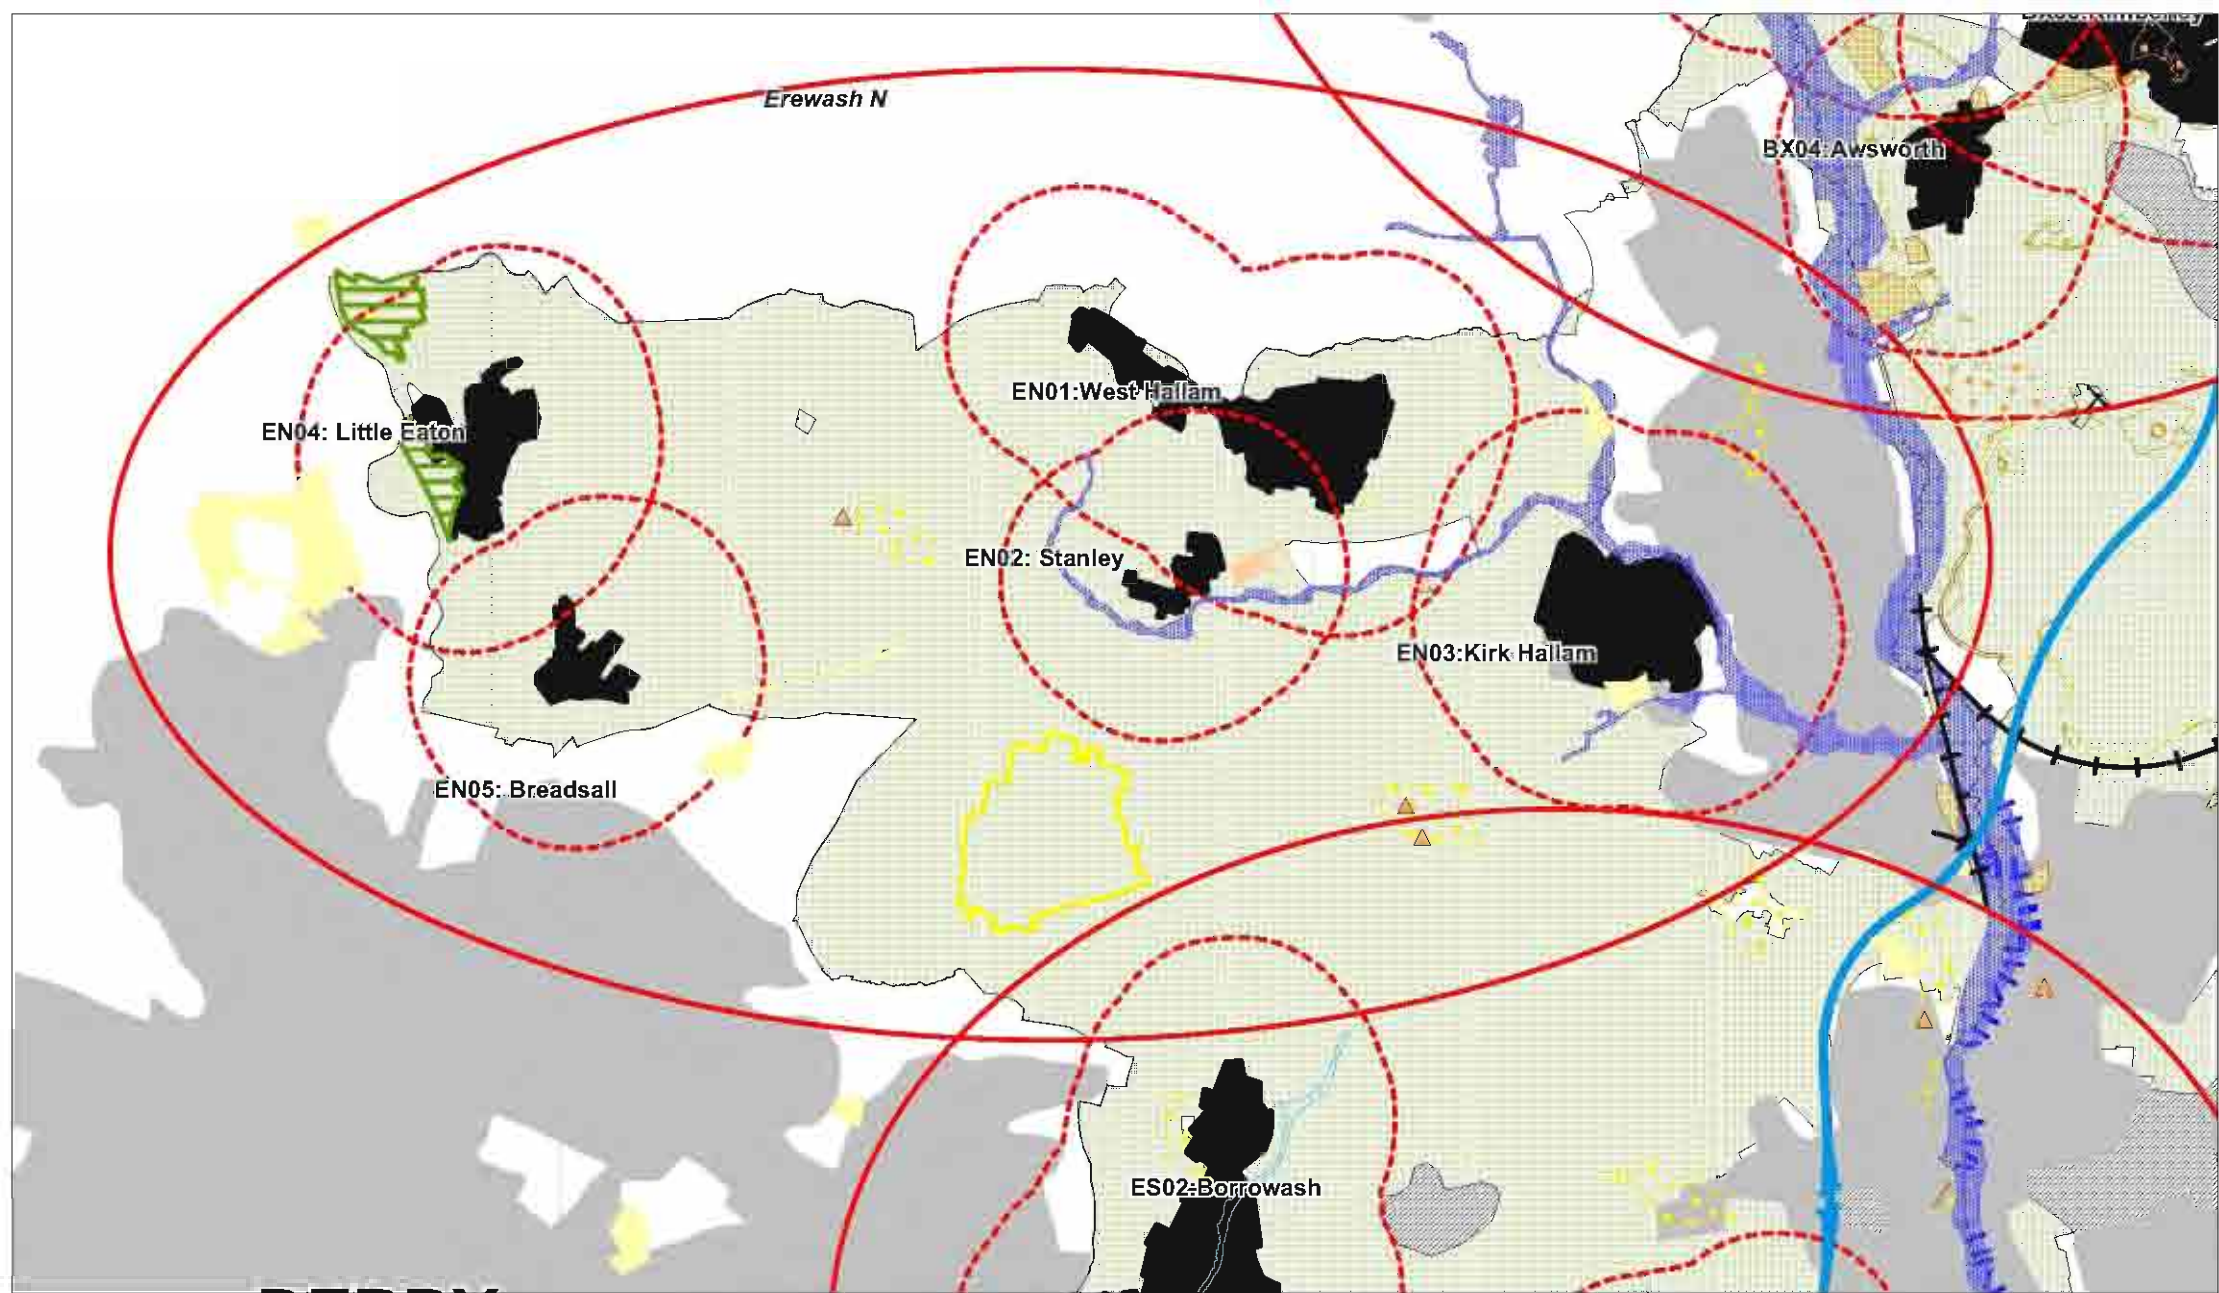 Erewash N
BX04:Awsworth
EN01:West Hallam
EN04: Little Eaton
EN02: Stanley
EN03:Kirk Hallam
EN05: Breadsall
ES02:Borrowash